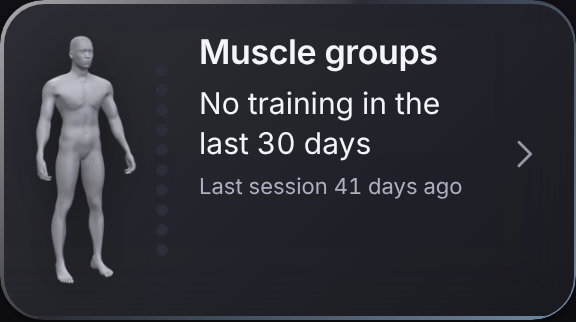 Muscle groups
No training in the
last 30 days
Last session 41 days ago